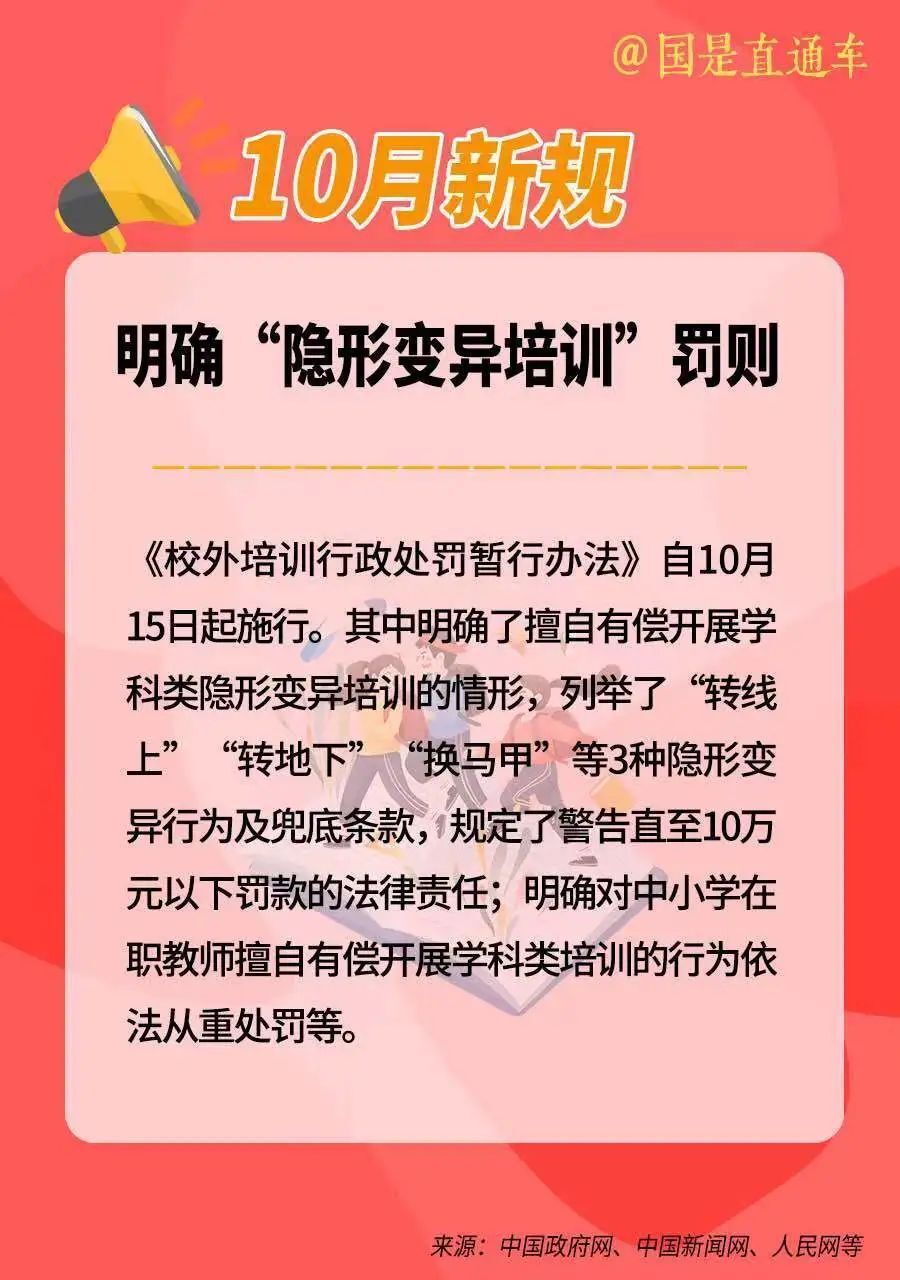 @国是直通车
10月新规
明确“隐形变异培训”罚则
《校外培训行政处罚暂行办法》自10月
15日起施行。其中明确了擅自有偿开展学
科类隐形变异培训的情形，列举了“转线
上”“转地下”“换马甲”等3种隐形变
异行为及兜底条款，规定了警告直至10万
元以下罚款的法律责任；明确对中小学在
职教师擅自有偿开展学科类培训的行为依
法从重处罚等。
来源：中国政府网、中国新闻网、人民网等